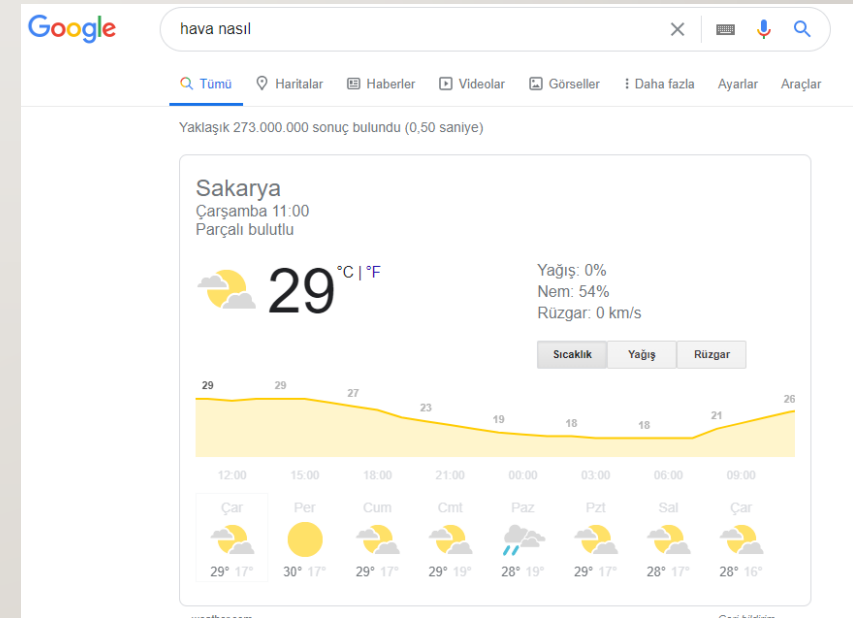 Google
hava nasıl
Tümü Haritalar Haberler Videolar Görseller Daha fazla Ayarlar Araçlar
Yaklaşık 273.000.000 sonuç bulundu (0,50 saniye)
Sakarya
Çarşamba 11:00
Parçalı bulutlu
29 °C | °F
Yağış: 0%
Nem: 54%
Rüzgar: 0 km/s
Sıcaklık Yağış Rüzgar
29 29 27 23 19 18 18 21 26
12:00 15:00 18:00 21:00 00:00 03:00 06:00 09:00
Çar Per Cum Cmt Paz Pzt Sal Çar
29° 17° 30° 17° 29° 17° 29° 19° 28° 19° 29° 17° 28° 17° 28° 16°
weather.com Geri bildirim